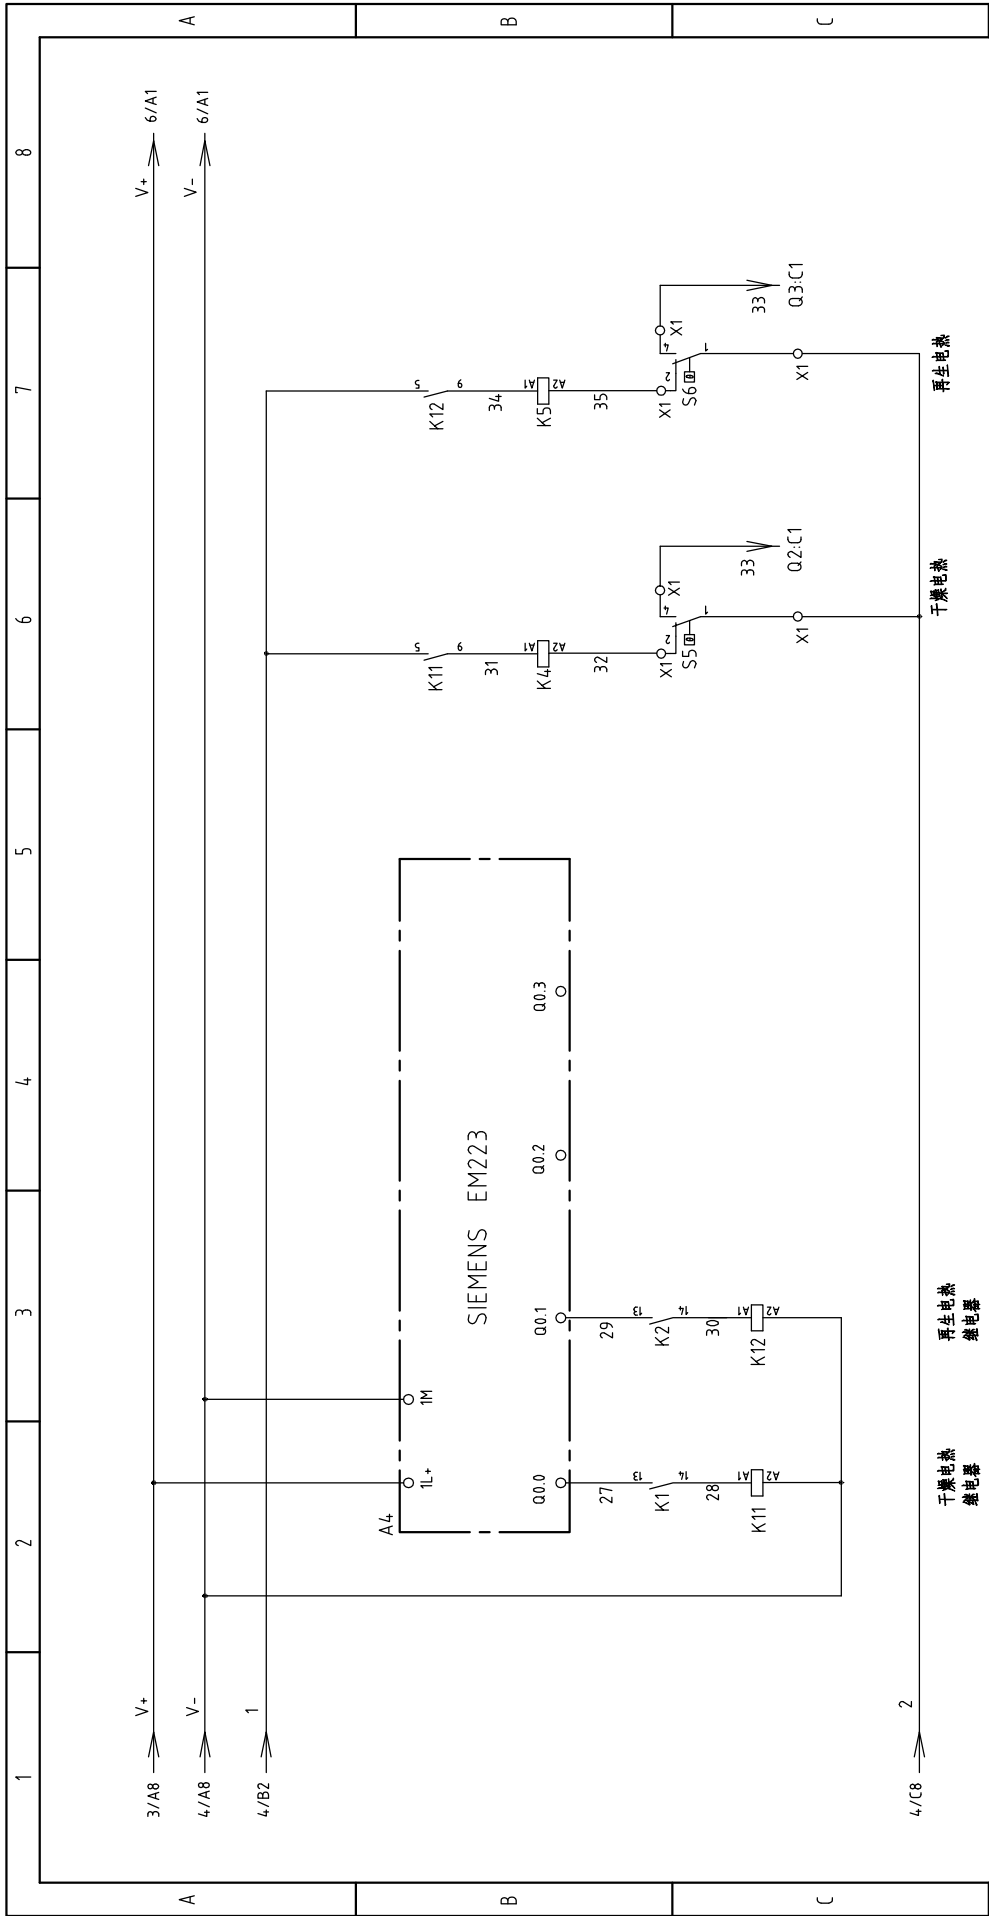 1 2 3 4 5 6 7 8
A
B
C
A
B
C
3/A8 V+ V+ 6/A1
4/A8 V- V- 6/A1
4/B2 1
A4
1L+ 1M
SIEMENS EM223
Q0.0 Q0.1 Q0.2 Q0.3
27 29
13 13
K1 K2
14 14
28 30
A1 A1
K11 K12
A2 A2
5 5
K11 K12
9 9
31 34
A1 A1
K4 K5
A2 A2
32 35
X1 2 4 X1
S5 θ 1
33
Q2:C1
X1
X1 2 4 X1
S6 θ 1
33
Q3:C1
X1
4/C8 2
干燥电热
继电器
再生电热
继电器
干燥电热
再生电热